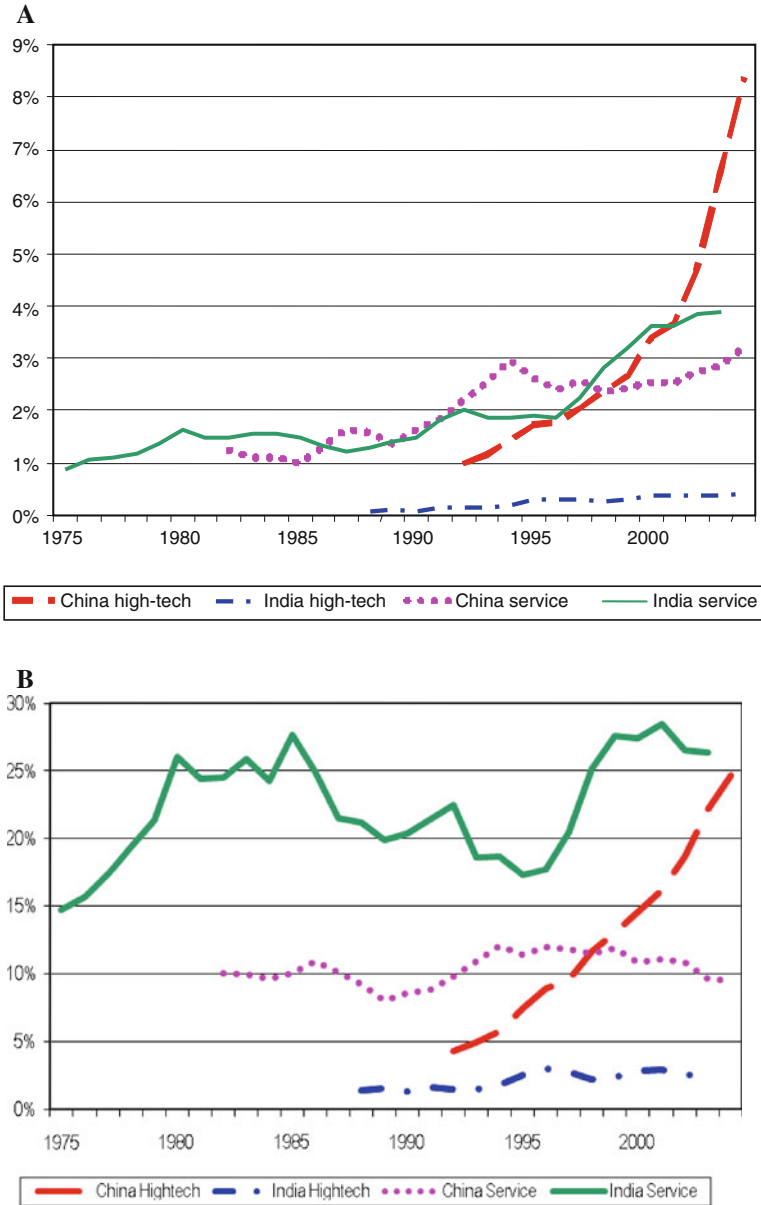 A
9%
8%
7%
6%
5%
4%
3%
2%
1%
0%
1975 1980 1985 1990 1995 2000
China high-tech India high-tech China service India service
B
30%
25%
20%
15%
10%
5%
0%
1975 1980 1985 1990 1995 2000
China Hightech India Hightech China Service India Service